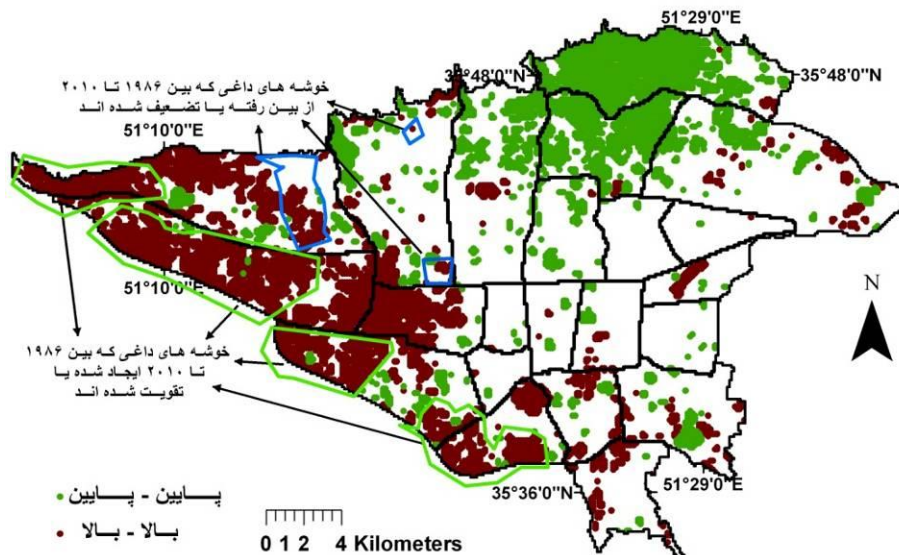 51°29'0"E
خوشه های داغی که بین ۱۹۸۶ تا ۲۰۱۰
از بین رفته یا تضعیف شده اند
35°48'0"N
35°48'0"N
51°10'0"E
51°10'0"E
N
خوشه های داغی که بین ۱۹۸۶
تا ۲۰۱۰ ایجاد شده یا
تقویت شده اند
پایین - پایین
بالا - بالا
0 1 2 4 Kilometers
35°36'0"N
51°29'0"E